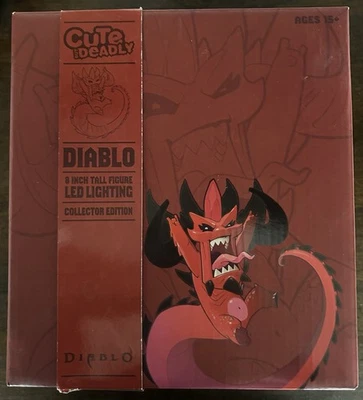 AGES 15+
CUTE
BUT
DEADLY
DIABLO
8 INCH TALL FIGURE
LED LIGHTING
COLLECTOR EDITION
DIABLO